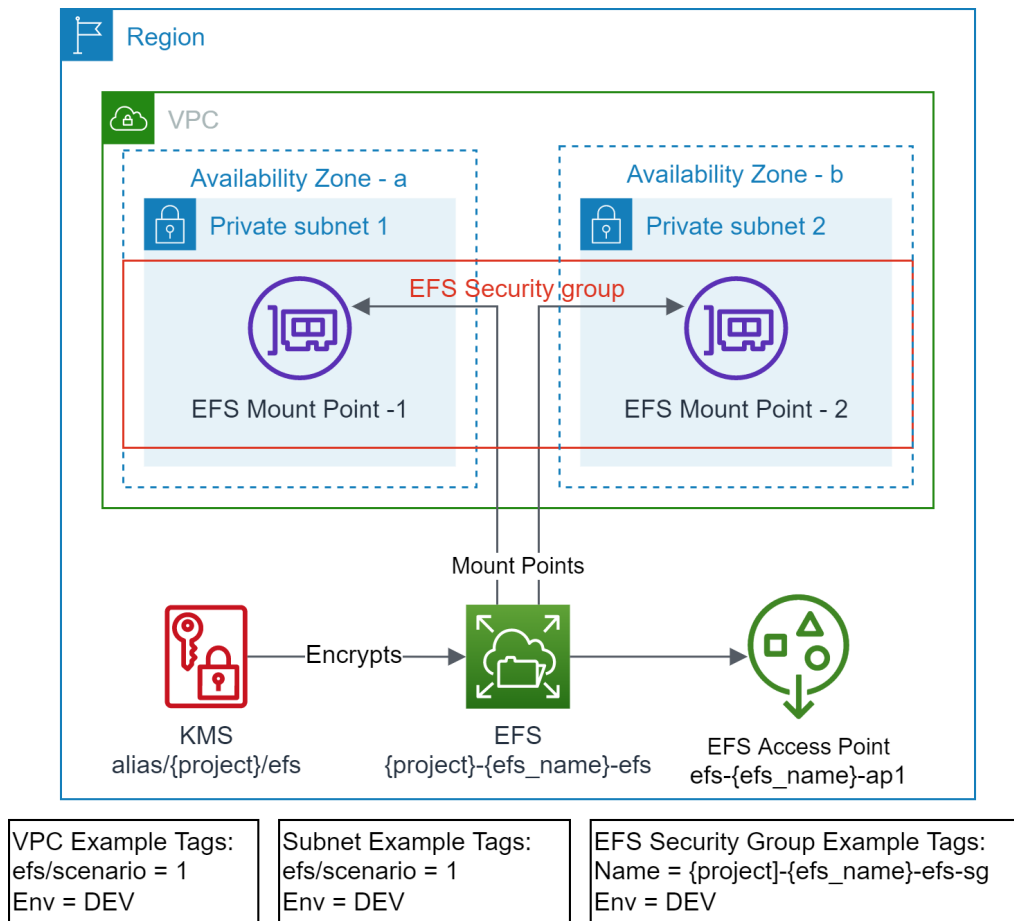 Region
VPC
Availability Zone - a
Availability Zone - b
Private subnet 1
Private subnet 2
EFS Security group
EFS Mount Point -1
EFS Mount Point - 2
Mount Points
Encrypts
KMS
alias/{project}/efs
EFS
{project}-{efs_name}-efs
EFS Access Point
efs-{efs_name}-ap1
VPC Example Tags:
efs/scenario = 1
Env = DEV
Subnet Example Tags:
efs/scenario = 1
Env = DEV
EFS Security Group Example Tags:
Name = {project]-{efs_name}-efs-sg
Env = DEV